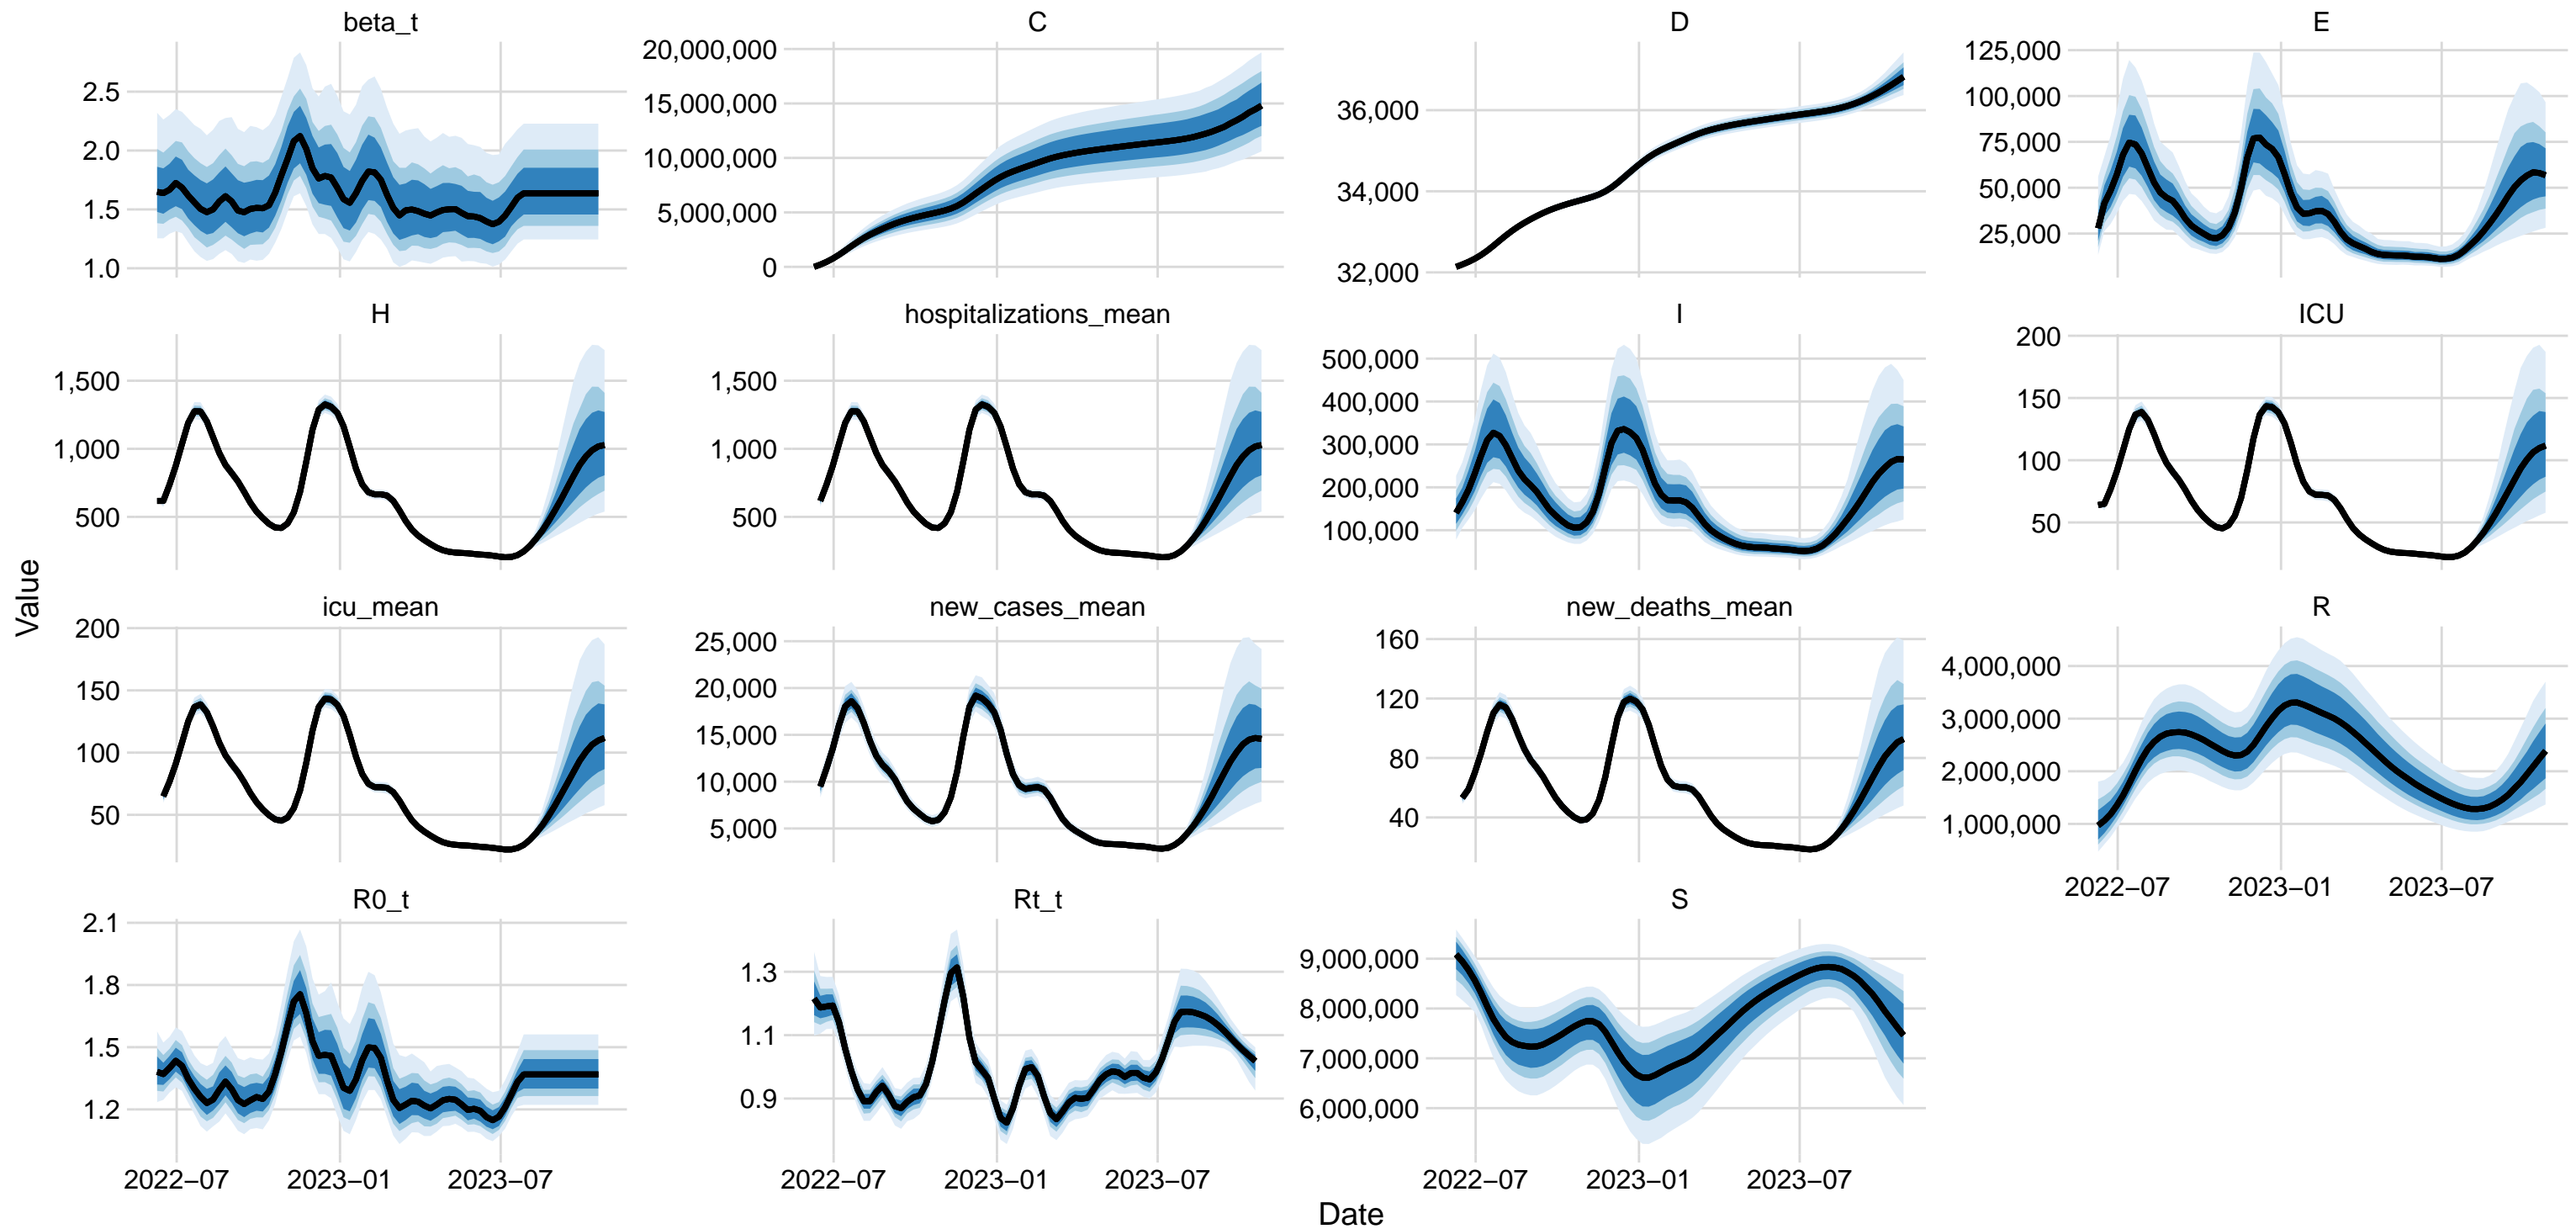 beta_t
C
D
E
2.5
2.0
1.5
1.0
20,000,000
15,000,000
10,000,000
5,000,000
0
36,000
34,000
32,000
125,000
100,000
75,000
50,000
25,000
H
hospitalizations_mean
I
ICU
1,500
1,000
500
1,500
1,000
500
500,000
400,000
300,000
200,000
100,000
200
150
100
50
Value
icu_mean
new_cases_mean
new_deaths_mean
R
200
150
100
50
25,000
20,000
15,000
10,000
5,000
160
120
80
40
4,000,000
3,000,000
2,000,000
1,000,000
2022−07 2023−01 2023−07
R0_t
Rt_t
S
2.1
1.8
1.5
1.2
1.3
1.1
0.9
9,000,000
8,000,000
7,000,000
6,000,000
2022−07 2023−01 2023−07
2022−07 2023−01 2023−07
2022−07 2023−01 2023−07
Date